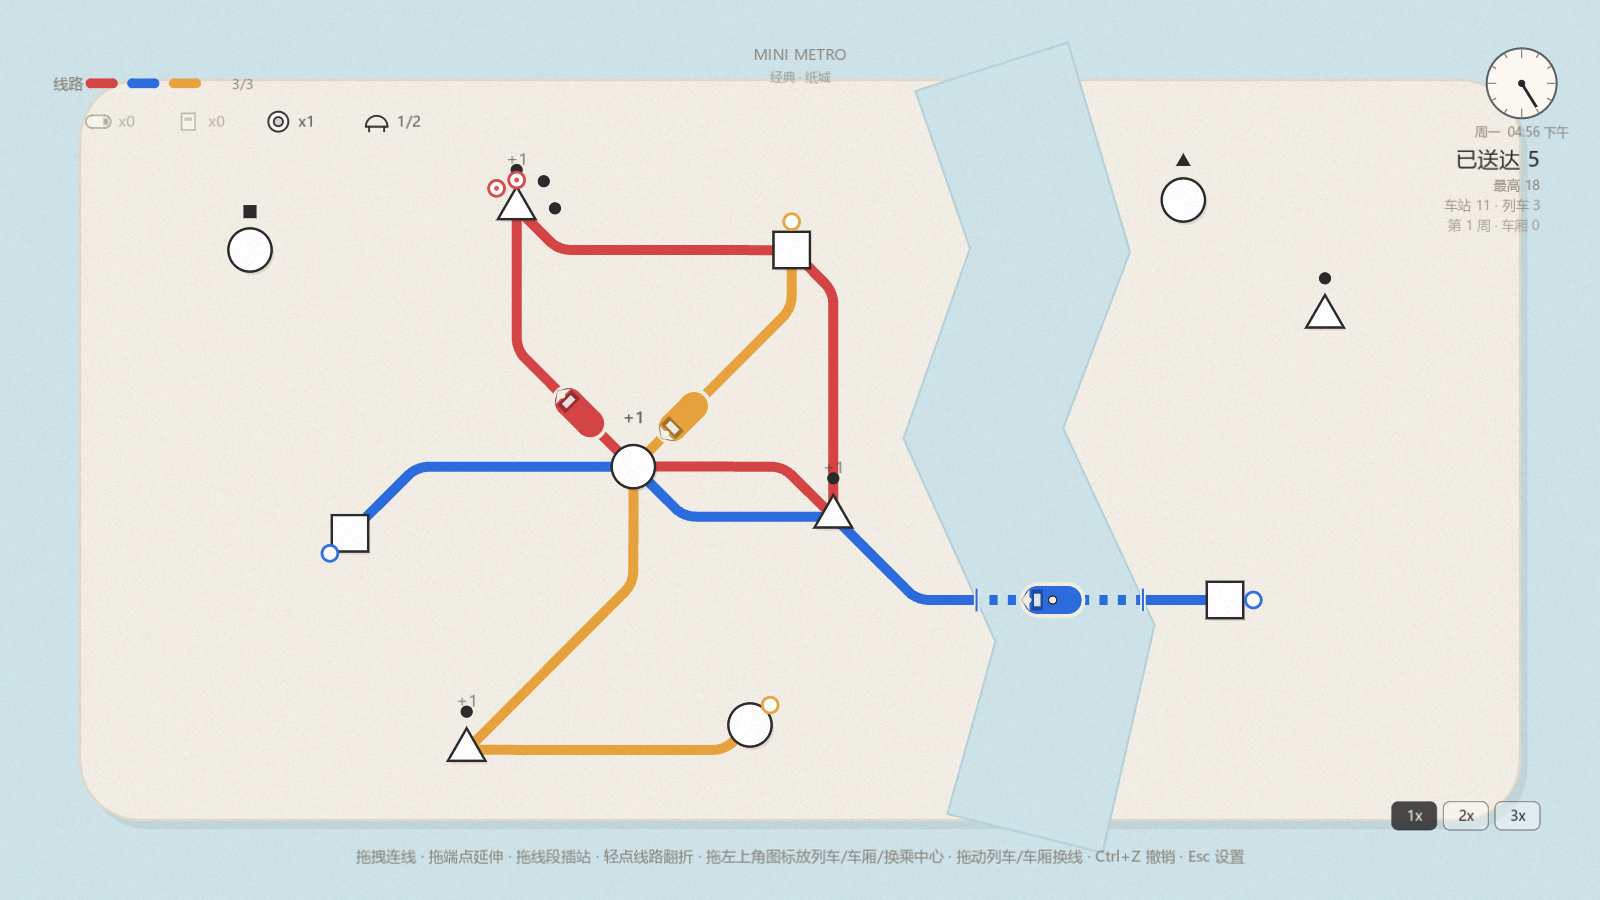 MINI METRO
经典 · 纸城
线路 3/3
x0 x0 x1 1/2
周一 04:56 下午
已送达 5
最高 18
车站 11 · 列车 3
第 1 周 · 车厢 0
+1
+1
+1
+1
1x 2x 3x
拖拽连线 · 拖端点延伸 · 拖线段插站 · 轻点线路翻折 · 拖左上角图标放列车/车厢/换乘中心 · 拖动列车/车厢换线 · Ctrl+Z 撤销 · Esc 设置